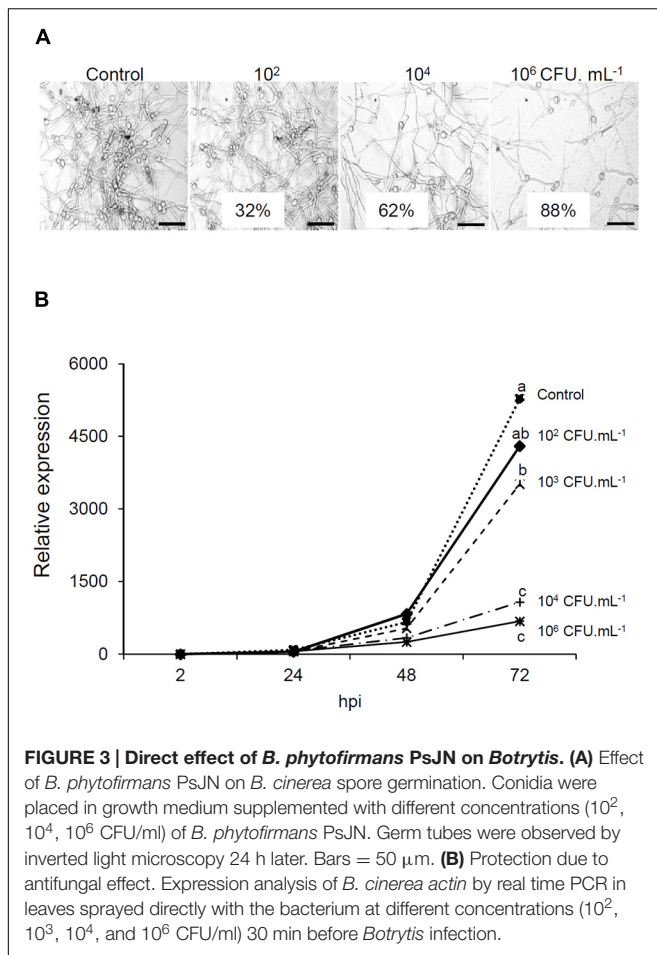 A
Control 10² 10⁴ 10⁶ CFU. mL⁻¹
32% 62% 88%
B
6000
4500
3000
1500
0
Relative expression
2 24 48 72
hpi
a Control
ab 10² CFU.mL⁻¹
b 10³ CFU.mL⁻¹
c 10⁴ CFU.mL⁻¹
c 10⁶ CFU.mL⁻¹
FIGURE 3 | Direct effect of B. phytofirmans PsJN on Botrytis. (A) Effect
of B. phytofirmans PsJN on B. cinerea spore germination. Conidia were
placed in growth medium supplemented with different concentrations (10²,
10⁴, 10⁶ CFU/ml) of B. phytofirmans PsJN. Germ tubes were observed by
inverted light microscopy 24 h later. Bars = 50 μm. (B) Protection due to
antifungal effect. Expression analysis of B. cinerea actin by real time PCR in
leaves sprayed directly with the bacterium at different concentrations (10²,
10³, 10⁴, and 10⁶ CFU/ml) 30 min before Botrytis infection.